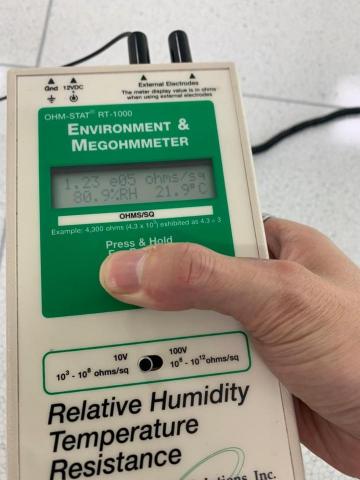 Gnd 12VDC
External Electrodes
The meter display value is in ohms
when using external electrodes
OHM-STAT® RT-1000
ENVIRONMENT &
MEGOHMMETER
1.23 e05 ohms/sq
80.9%RH 21.9°C
OHMS/SQ
Example: 4,300 ohms (4.3 x 10³) exhibited as 4.3 e 3
Press & Hold
10V
10³ - 10⁸ ohms/sq
100V
10⁶ - 10¹² ohms/sq
Relative Humidity
Temperature
Resistance
Inc.